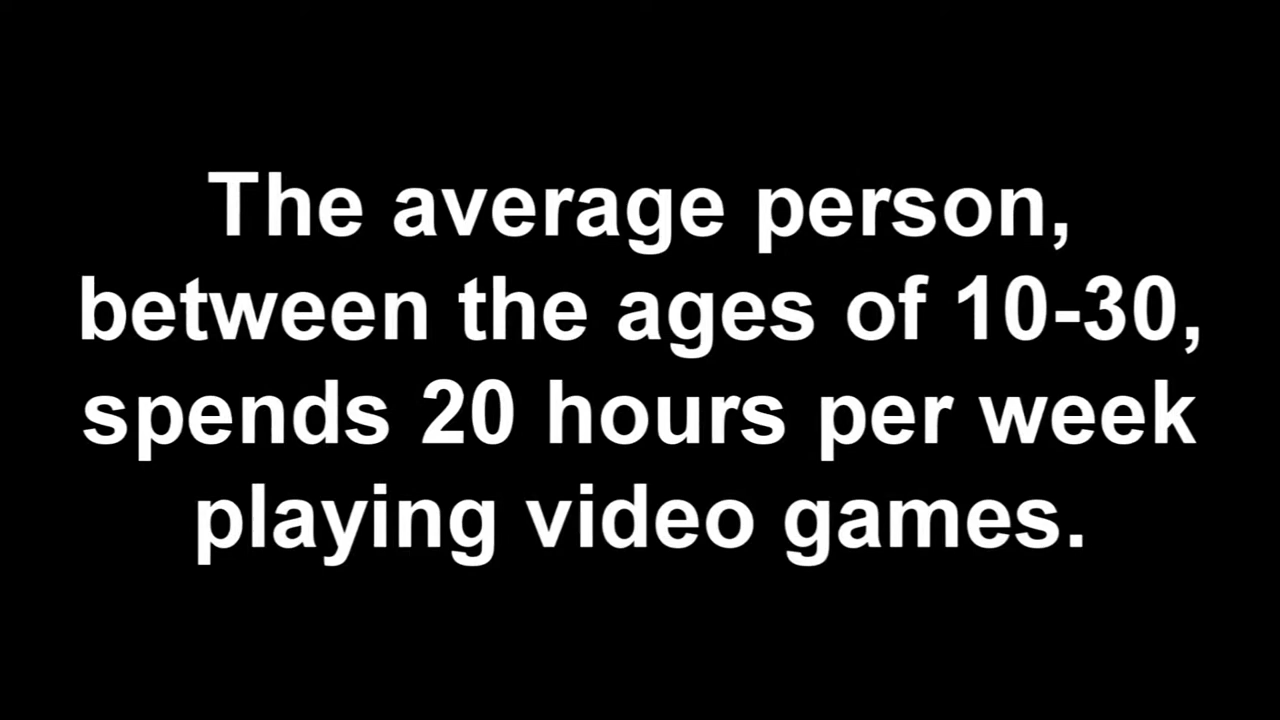 The average person,
between the ages of 10-30,
spends 20 hours per week
playing video games.